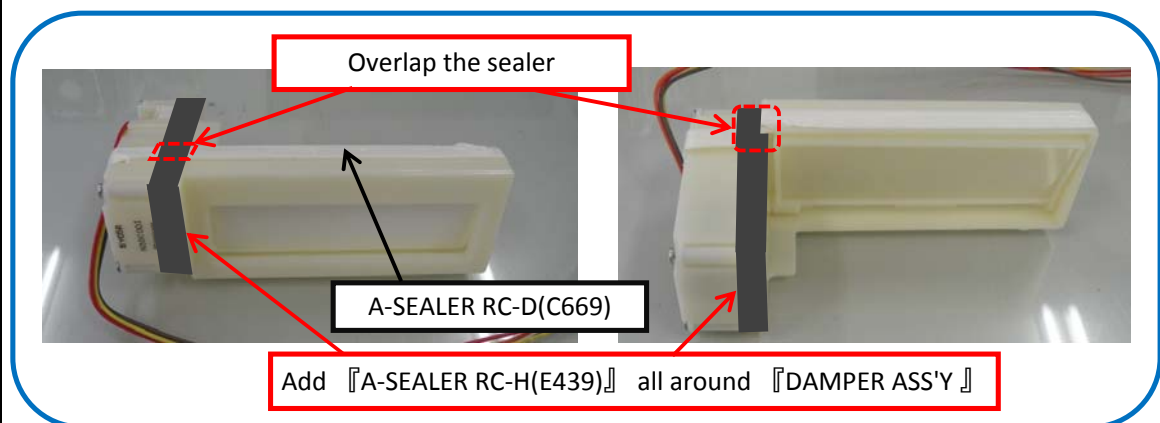 Overlap the sealer
A-SEALER RC-D(C669)
Add 『A-SEALER RC-H(E439)』 all around 『DAMPER ASS'Y 』